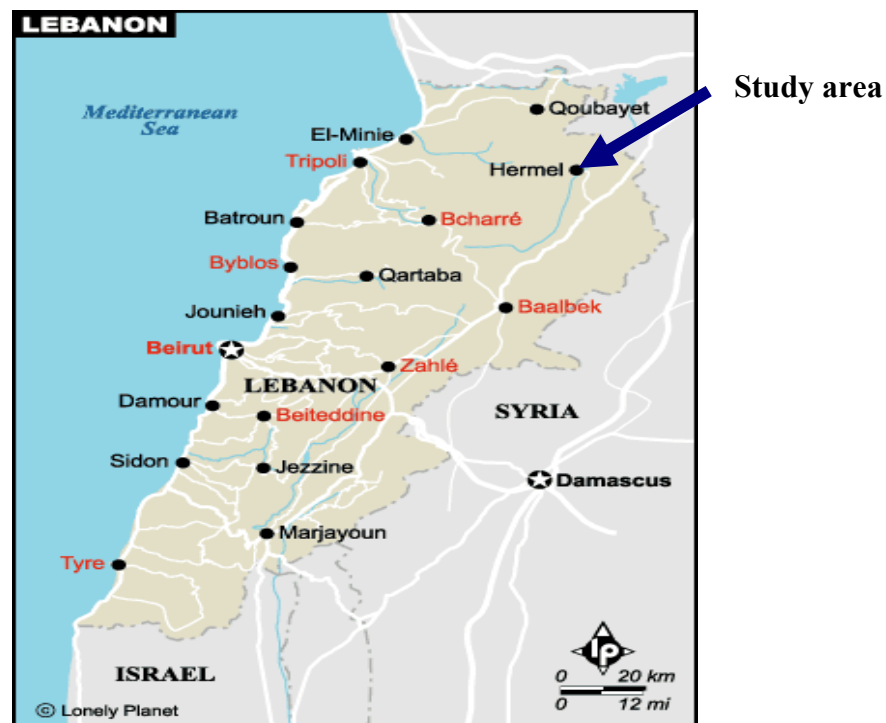 LEBANON
Study area
Mediterranean
Sea
Qoubayet
El-Minie
Tripoli
Hermel
Batroun
Bcharré
Byblos
Qartaba
Jounieh
Baalbek
Beirut
Zahlé
LEBANON
Damour
Beiteddine
SYRIA
Sidon
Jezzine
Damascus
Marjayoun
Tyre
lp
ISRAEL
0 20 km
0 12 mi
© Lonely Planet